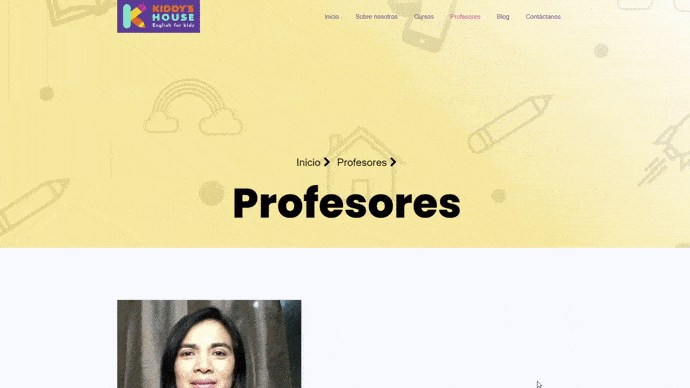 KIDDY'S
HOUSE
English for kids
Inicio Sobre nosotros Cursos Profesores Blog Contáctanos
Inicio Profesores
Profesores